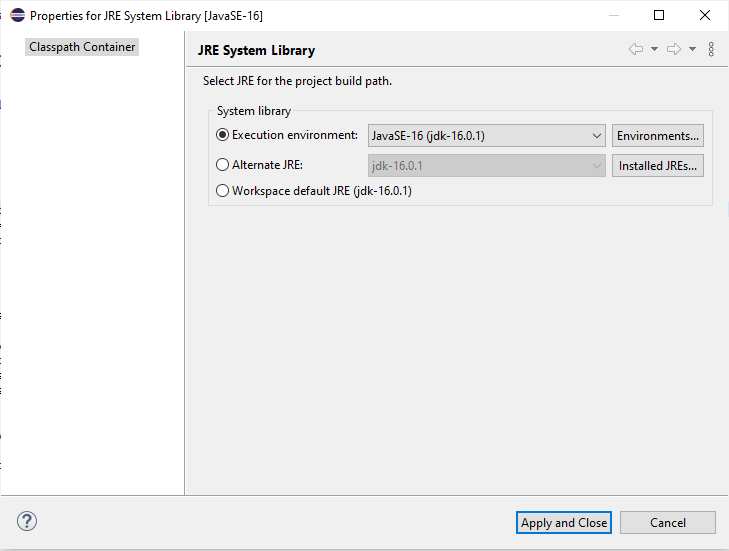 Properties for JRE System Library [JavaSE-16]
Classpath Container
JRE System Library
Select JRE for the project build path.
System library
Execution environment: JavaSE-16 (jdk-16.0.1) Environments...
Alternate JRE: jdk-16.0.1 Installed JREs...
Workspace default JRE (jdk-16.0.1)
Apply and Close Cancel